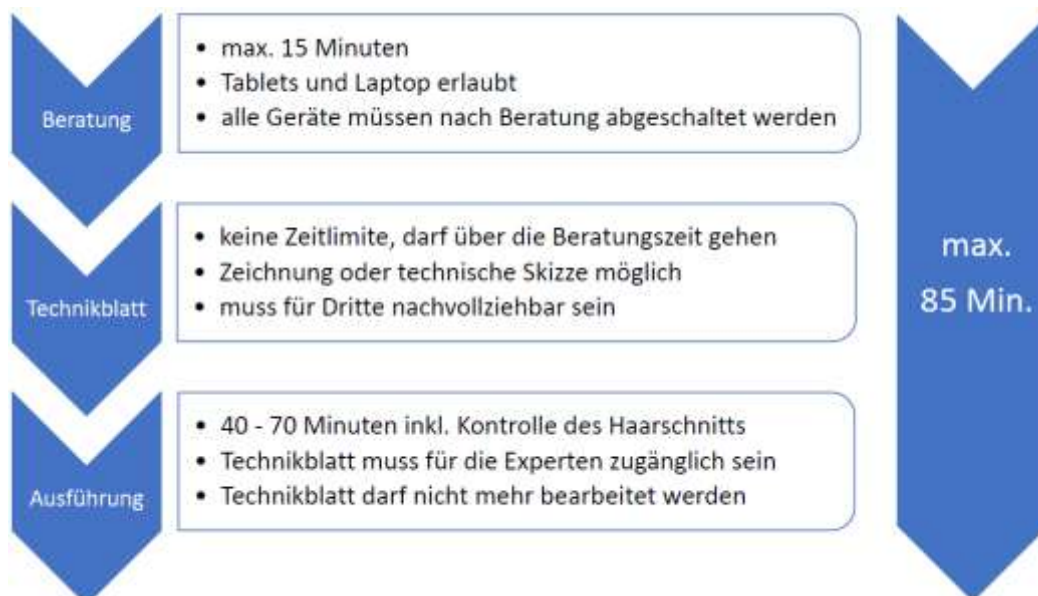 Beratung
• max. 15 Minuten
• Tablets und Laptop erlaubt
• alle Geräte müssen nach Beratung abgeschaltet werden
Technikblatt
• keine Zeitlimite, darf über die Beratungszeit gehen
• Zeichnung oder technische Skizze möglich
• muss für Dritte nachvollziehbar sein
Ausführung
• 40 - 70 Minuten inkl. Kontrolle des Haarschnitts
• Technikblatt muss für die Experten zugänglich sein
• Technikblatt darf nicht mehr bearbeitet werden
max.
85 Min.